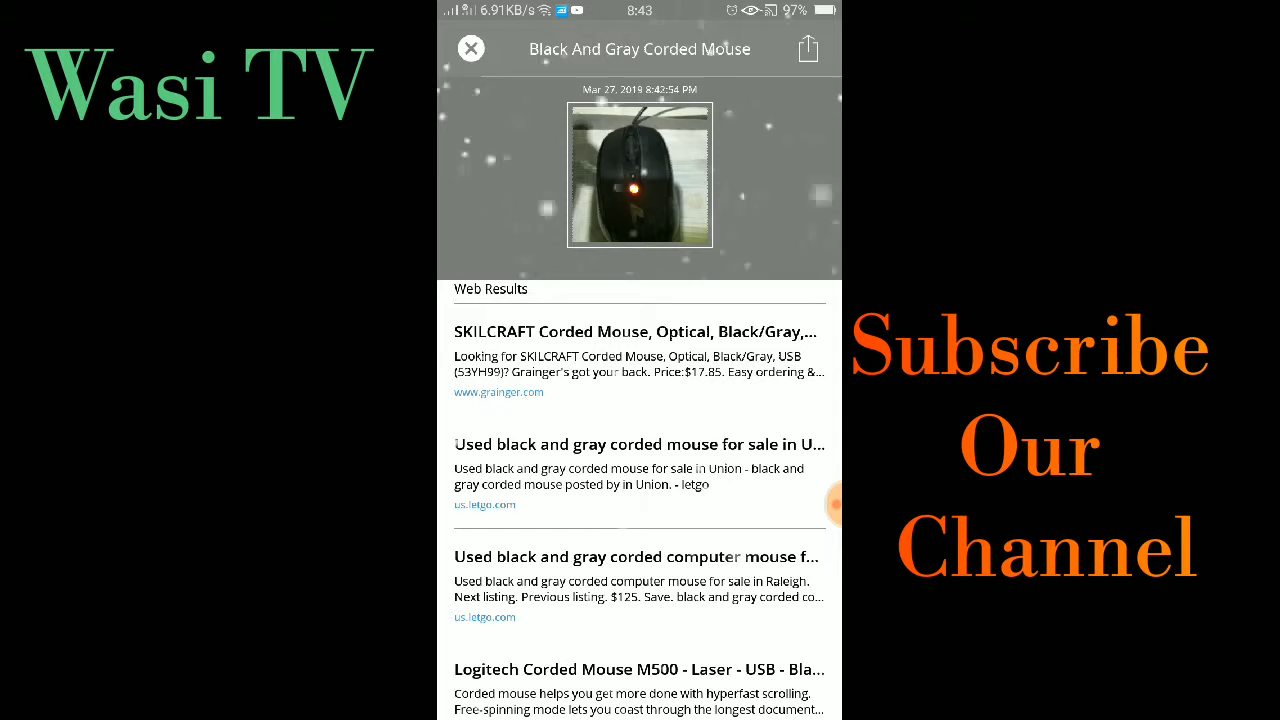 Wasi TV
6.91KB/s 8:43 97%
Black And Gray Corded Mouse
Mar 27, 2019 8:42:54 PM
Web Results
SKILCRAFT Corded Mouse, Optical, Black/Gray,...
Looking for SKILCRAFT Corded Mouse, Optical, Black/Gray, USB
(53YH99)? Grainger's got your back. Price:$17.85. Easy ordering &...
www.grainger.com
Used black and gray corded mouse for sale in U...
Used black and gray corded mouse for sale in Union - black and
gray corded mouse posted by in Union. - letgo
us.letgo.com
Used black and gray corded computer mouse f...
Used black and gray corded computer mouse for sale in Raleigh.
Next listing. Previous listing. $125. Save. black and gray corded co...
us.letgo.com
Logitech Corded Mouse M500 - Laser - USB - Bla...
Corded mouse helps you get more done with hyperfast scrolling.
Free-spinning mode lets you coast through the longest document...
Subscribe
Our
Channel